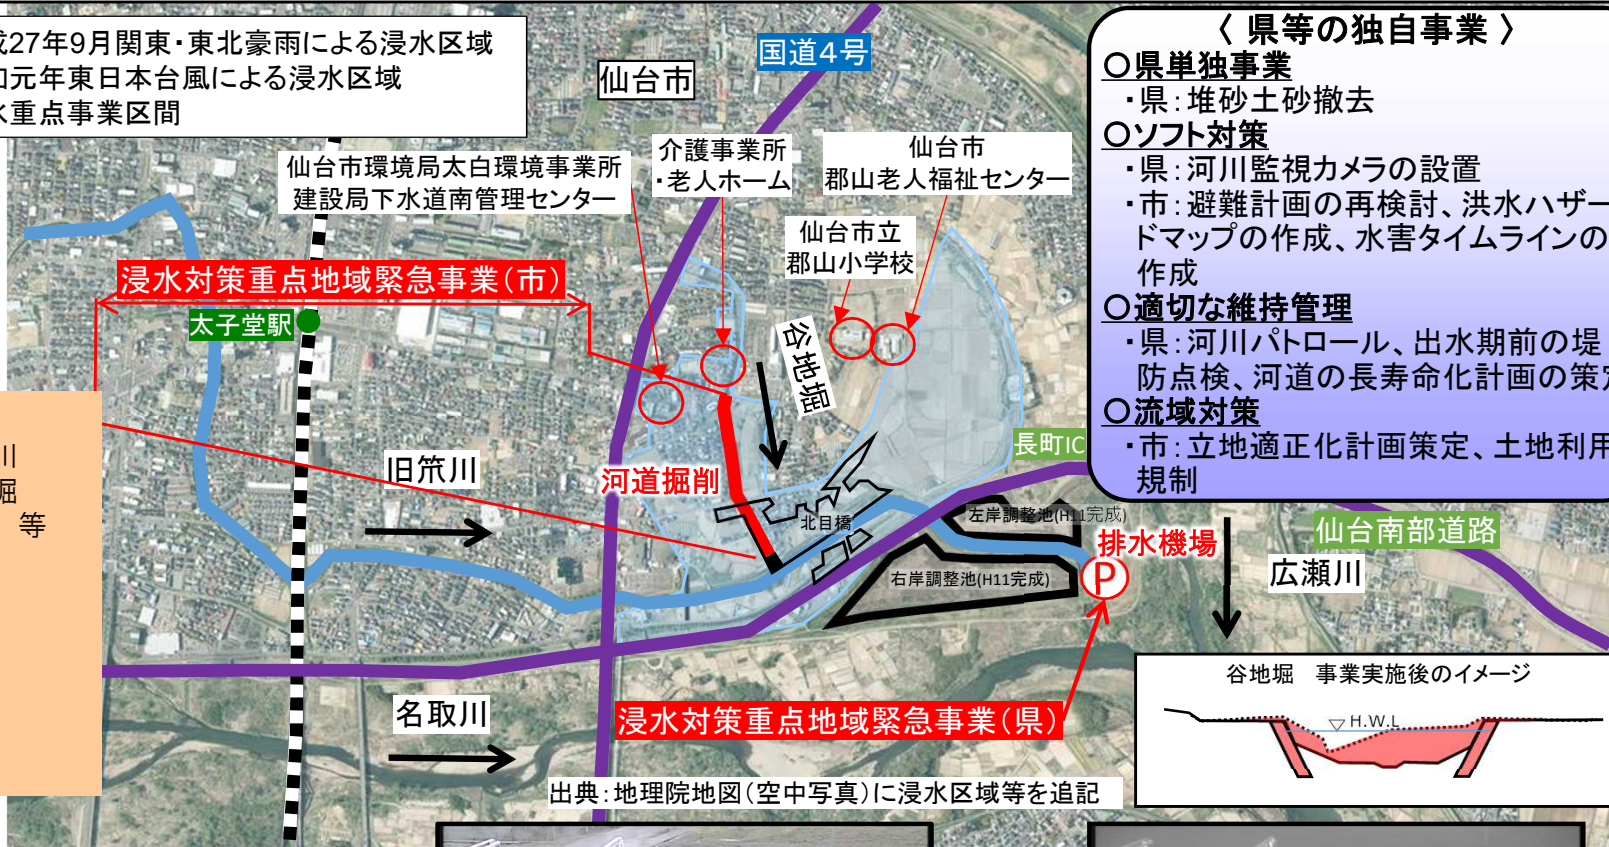 成27年9月関東・東北豪雨による浸水区域
和元年東日本台風による浸水区域
水重点事業区間
仙台市
国道4号
〈 県等の独自事業 〉
○県単独事業
・県：堆砂土砂撤去
○ソフト対策
・県：河川監視カメラの設置
・市：避難計画の再検討、洪水ハザー
ドマップの作成、水害タイムラインの
作成
○適切な維持管理
・県：河川パトロール、出水期前の堤
防点検、河道の長寿命化計画の策定
○流域対策
・市：立地適正化計画策定、土地利用
規制
仙台市環境局太白環境事業所
建設局下水道南管理センター
介護事業所
・老人ホーム
仙台市
郡山老人福祉センター
仙台市立
郡山小学校
浸水対策重点地域緊急事業（市）
太子堂駅
谷地堀
川
堀
等
旧笊川
河道掘削
長町IC
北目橋
左岸調整池(H11完成)
右岸調整池(H11完成)
排水機場
P
仙台南部道路
広瀬川
名取川
浸水対策重点地域緊急事業（県）
谷地堀　事業実施後のイメージ
▽H.W.L
出典：地理院地図（空中写真）に浸水区域等を追記